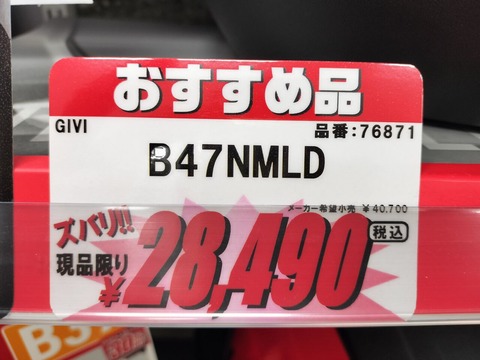 おすすめ品
GIVI
品番:76871
B47NMLD
メーカー希望小売 ¥40,700
ズバリ!!
現品限り
¥28,490
税込
B3